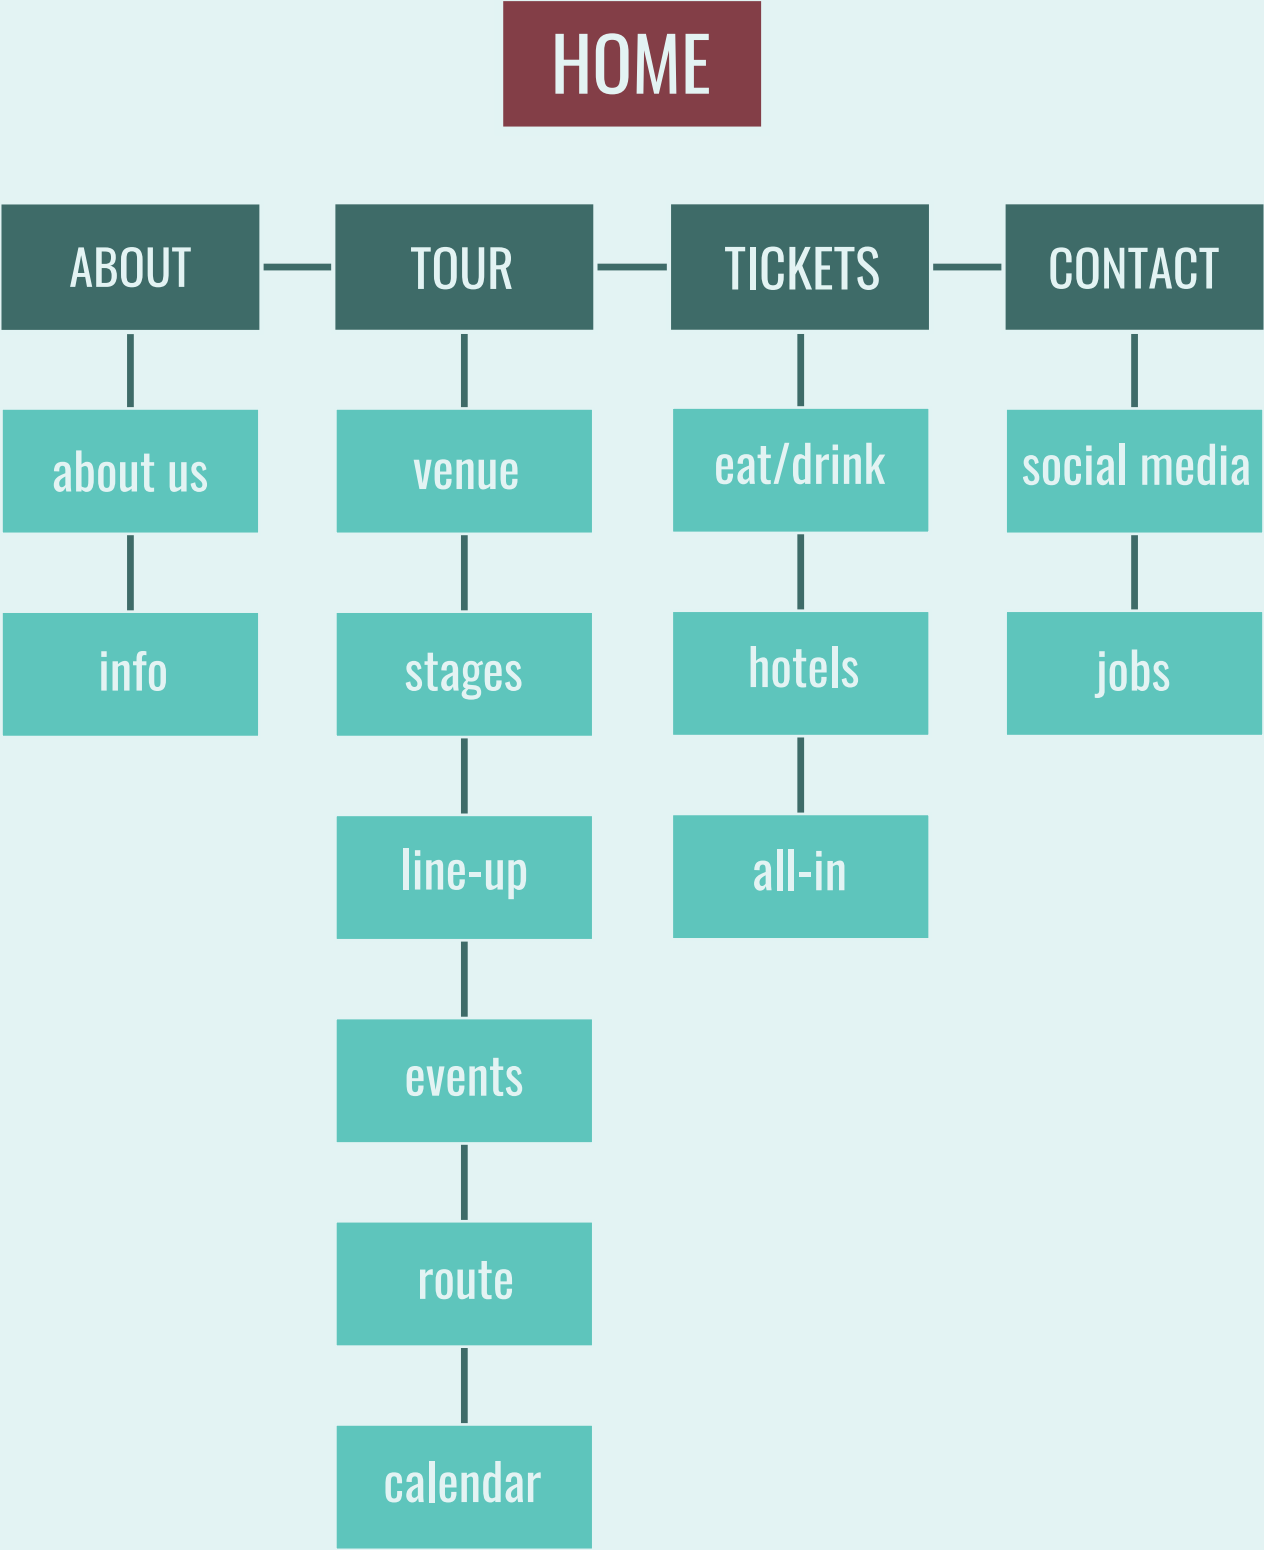 HOME
ABOUT
TOUR
TICKETS
CONTACT
about us
venue
eat/drink
social media
info
stages
hotels
jobs
line-up
all-in
events
route
calendar